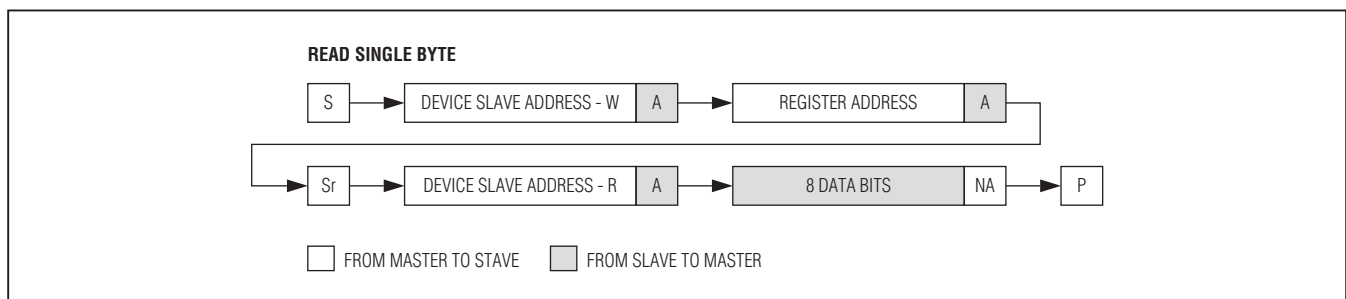 READ SINGLE BYTE
S DEVICE SLAVE ADDRESS - W A REGISTER ADDRESS A
Sr DEVICE SLAVE ADDRESS - R A 8 DATA BITS NA P
FROM MASTER TO STAVE FROM SLAVE TO MASTER